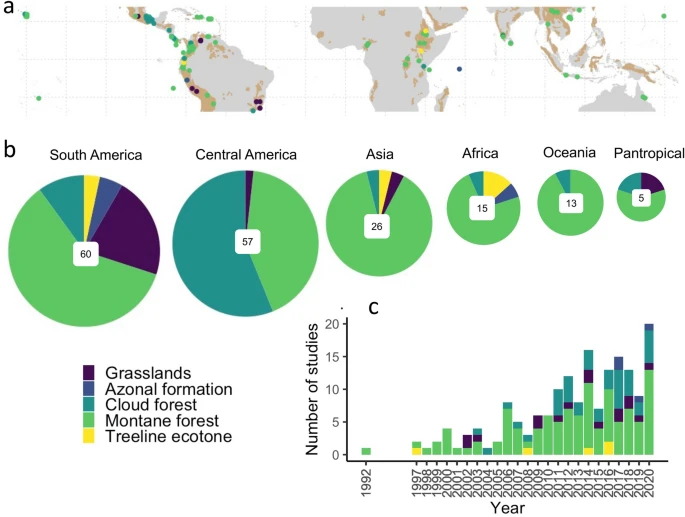 a
b
South America
Central America
Asia
Africa
Oceania
Pantropical
60
57
26
15
13
5
c
Grasslands
Azonal formation
Cloud forest
Montane forest
Treeline ecotone
Number of studies
20
15
10
5
0
1992
1997
1998
1999
2000
2001
2002
2003
2004
2005
2006
2007
2008
2009
2010
2011
2012
2013
2014
2015
2016
2017
2018
2019
2020
Year